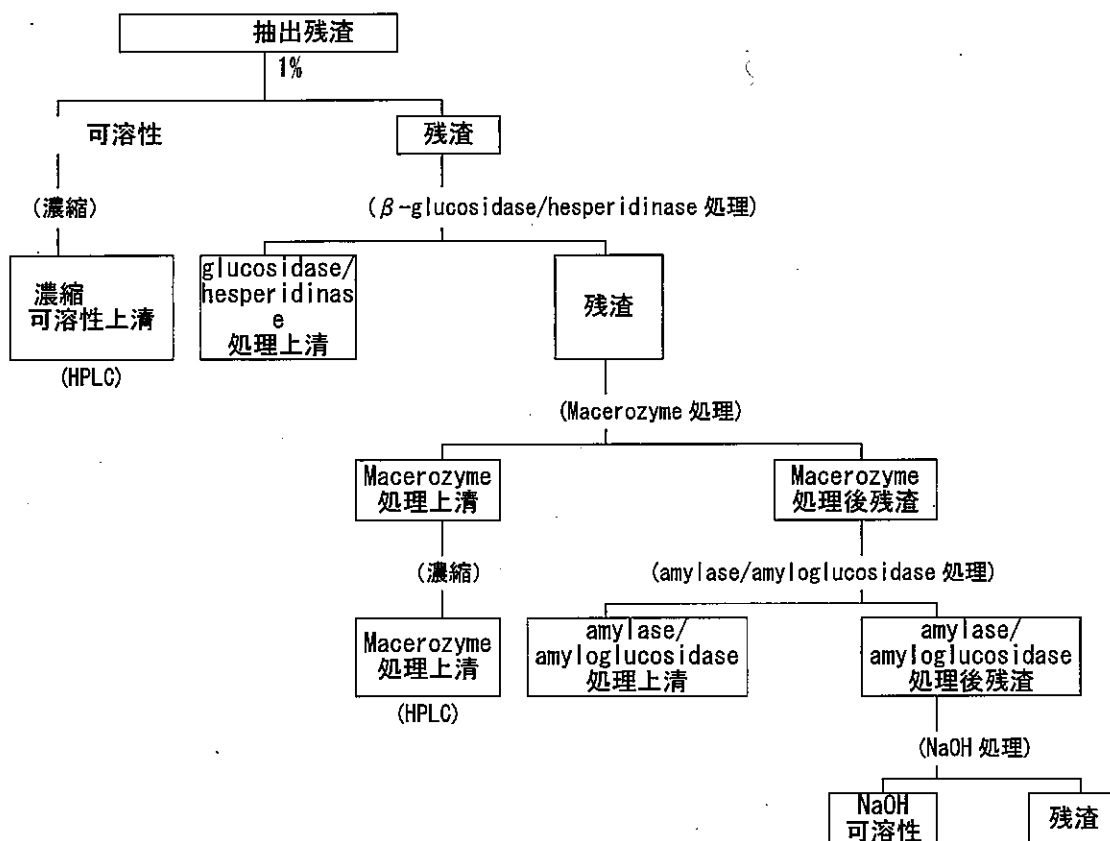 抽出残渣
1%
可溶性
残渣
(濃縮)
(β-glucosidase/hesperidinase 処理)
濃縮
可溶性上清
(HPLC)
glucosidase/
hesperidinas
e
処理上清
残渣
(Macerozyme 処理)
Macerozyme
処理上清
Macerozyme
処理後残渣
(濃縮)
(amylase/amyloglucosidase 処理)
Macerozyme
処理上清
(HPLC)
amylase/
amyloglucosidase
処理上清
amylase/
amyloglucosidase
処理後残渣
(NaOH 処理)
NaOH
可溶性
残渣